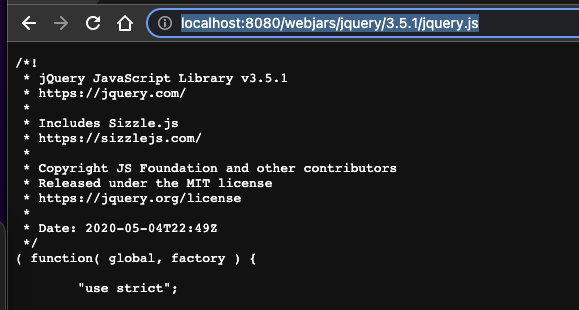 localhost:8080/webjars/jquery/3.5.1/jquery.js
/*!
 * jQuery JavaScript Library v3.5.1
 * https://jquery.com/
 *
 * Includes Sizzle.js
 * https://sizzlejs.com/
 *
 * Copyright JS Foundation and other contributors
 * Released under the MIT license
 * https://jquery.org/license
 *
 * Date: 2020-05-04T22:49Z
 */
( function( global, factory ) {
"use strict";